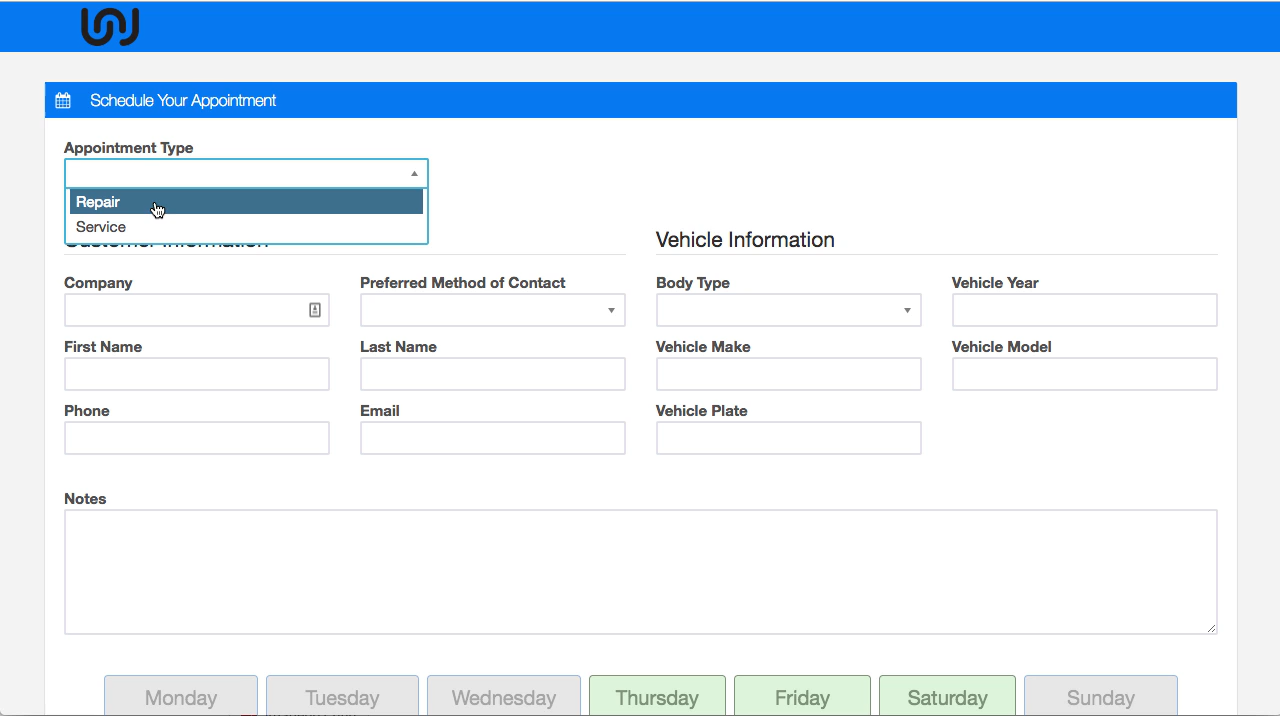 Schedule Your Appointment
Appointment Type
Repair
Service
Customer Information
Vehicle Information
Company
Preferred Method of Contact
Body Type
Vehicle Year
First Name
Last Name
Vehicle Make
Vehicle Model
Phone
Email
Vehicle Plate
Notes
Monday Tuesday Wednesday Thursday Friday Saturday Sunday